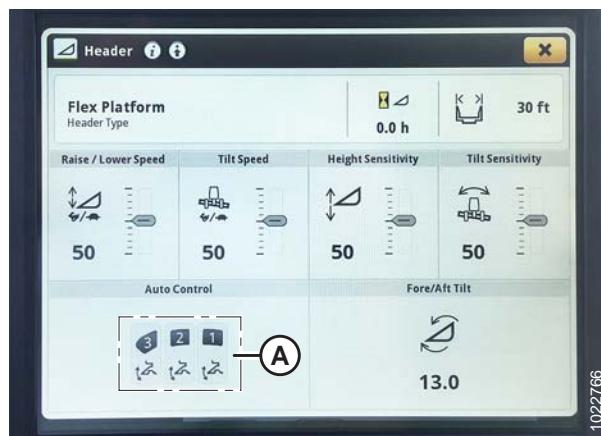 Header
Flex Platform
Header Type
0.0 h
30 ft
Raise / Lower Speed
Tilt Speed
Height Sensitivity
Tilt Sensitivity
50
50
50
50
Auto Control
Fore/Aft Tilt
3 2 1
A
13.0
1022766